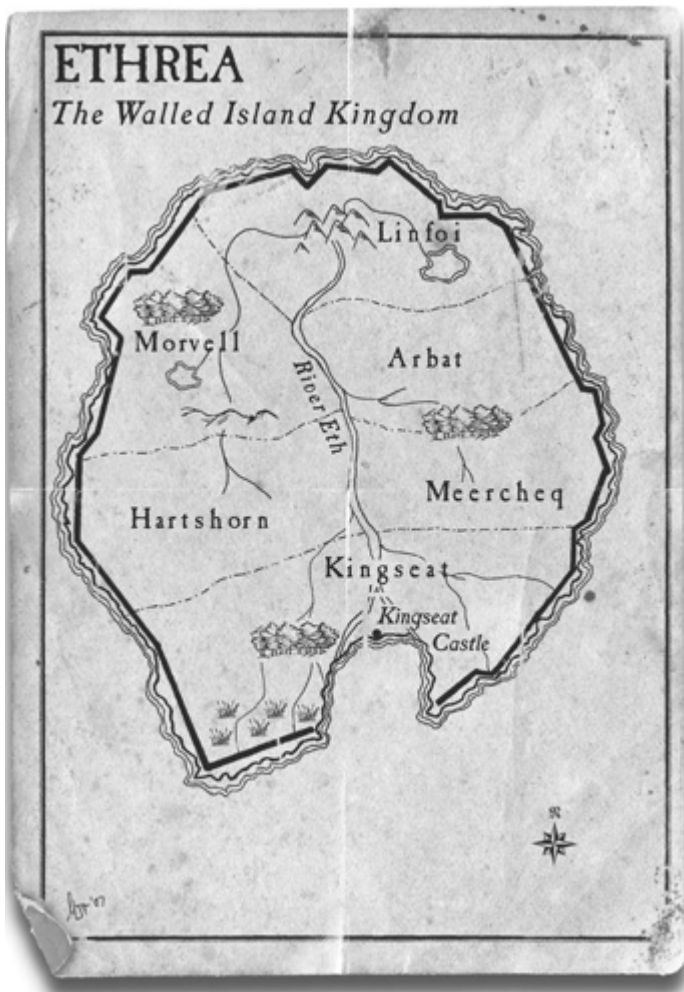 ETHREA
The Walled Island Kingdom
Linfoi
Morvell
Arbat
River Eth
Meercheq
Hartshorn
Kingseat
Kingseat
Castle
N